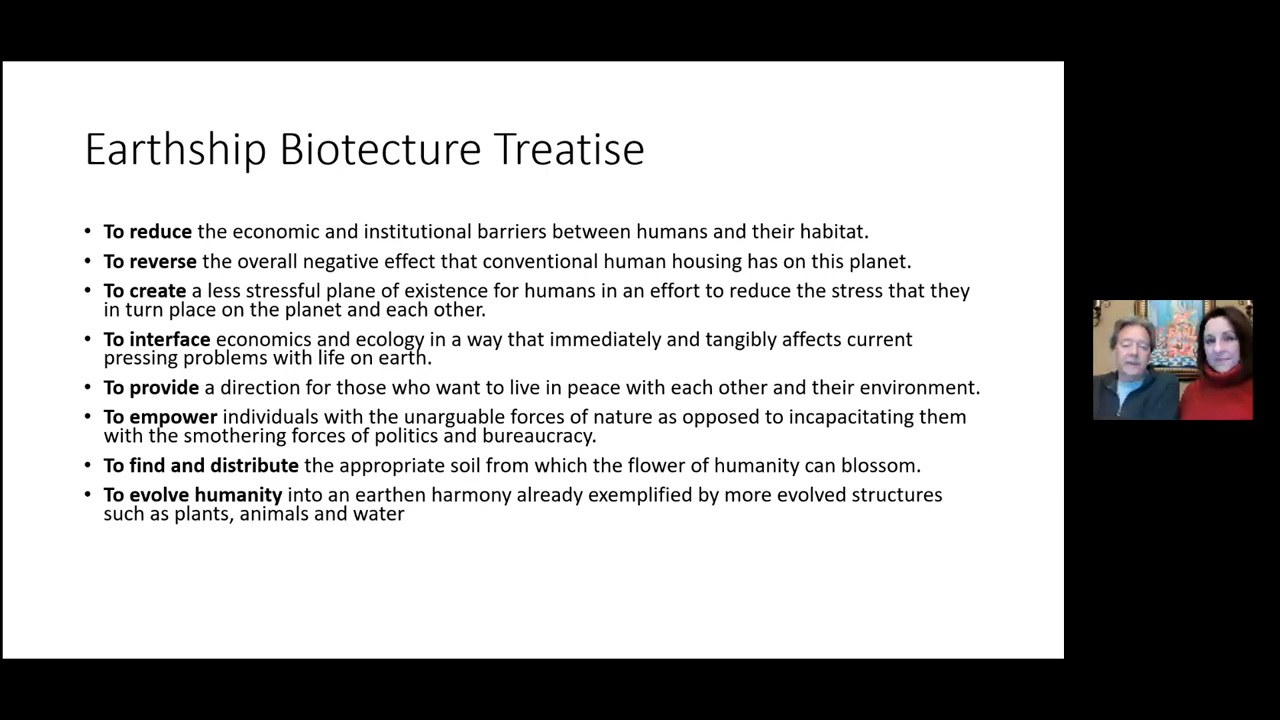 Earthship Biotecture Treatise
• To reduce the economic and institutional barriers between humans and their habitat.
• To reverse the overall negative effect that conventional human housing has on this planet.
• To create a less stressful plane of existence for humans in an effort to reduce the stress that they
in turn place on the planet and each other.
• To interface economics and ecology in a way that immediately and tangibly affects current
pressing problems with life on earth.
• To provide a direction for those who want to live in peace with each other and their environment.
• To empower individuals with the unarguable forces of nature as opposed to incapacitating them
with the smothering forces of politics and bureaucracy.
• To find and distribute the appropriate soil from which the flower of humanity can blossom.
• To evolve humanity into an earthen harmony already exemplified by more evolved structures
such as plants, animals and water